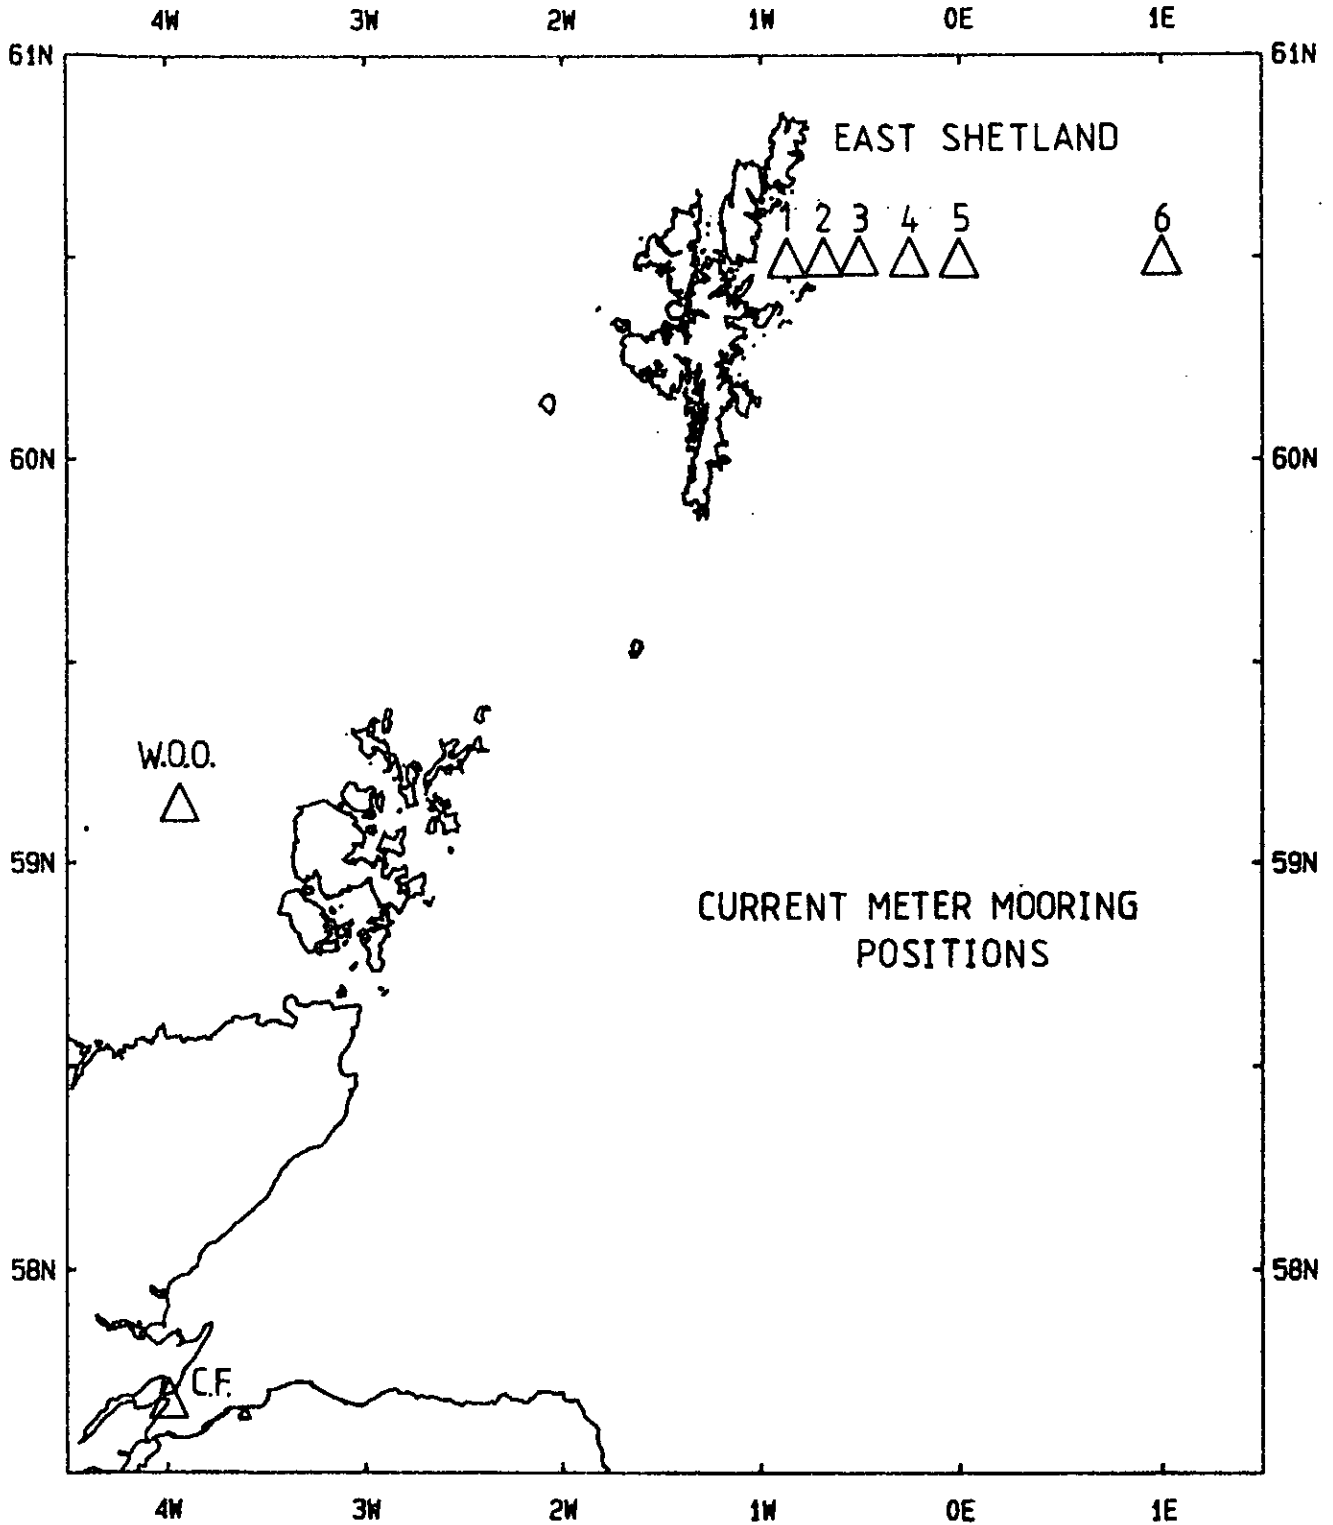 4W 3W 2W 1W 0E 1E
61N 61N
EAST SHETLAND
1 2 3 4 5 6
60N 60N
W.O.O.
59N 59N
CURRENT METER MOORING
POSITIONS
58N 58N
C.F.
4W 3W 2W 1W 0E 1E